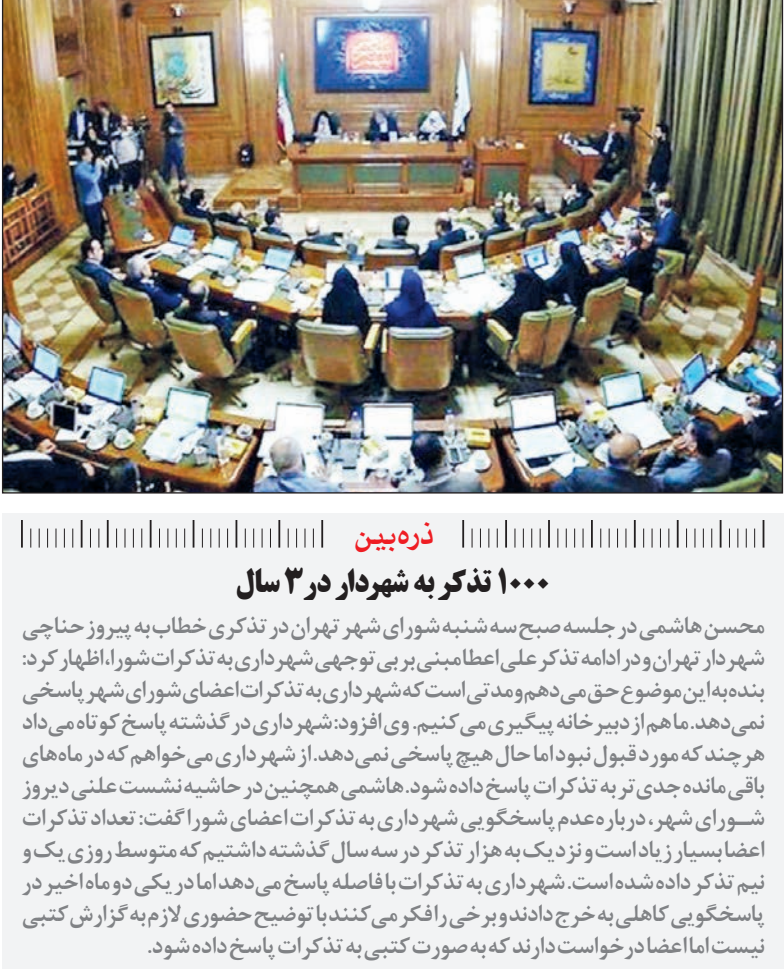 ذره‌بین
۱۰۰۰ تذکر به شهردار در ۳ سال
محسن هاشمی در جلسه صبح سه شنبه شورای شهر تهران در تذکری خطاب به پیروز حناچی
شهردار تهران و در ادامه تذکر علی اعطا مبنی بر بی توجهی شهرداری به تذکرات شورا، اظهار کرد:
بنده به این موضوع حق می‌دهم و مدتی است که شهرداری به تذکرات اعضای شورای شهر پاسخی
نمی‌دهد. ما هم از دبیرخانه پیگیری می‌کنیم. وی افزود: شهرداری در گذشته پاسخ کوتاه می‌داد
هر چند که مورد قبول نبود اما حال هیچ پاسخی نمی‌دهد. از شهرداری می‌خواهم که در ماه‌های
باقی مانده جدی تر به تذکرات پاسخ داده شود. هاشمی همچنین در حاشیه نشست علنی دیروز
شورای شهر، درباره عدم پاسخگویی شهرداری به تذکرات اعضای شورا گفت: تعداد تذکرات
اعضا بسیار زیاد است و نزدیک به هزار تذکر در سه سال گذشته داشتیم که متوسط روزی یک و
نیم تذکر داده شده است. شهرداری به تذکرات با فاصله پاسخ می‌دهد اما در یکی دو ماه اخیر در
پاسخگویی کاهلی به خرج دادند و برخی را فکر می‌کنند با توضیح حضوری لازم به گزارش کتبی
نیست اما اعضا درخواست دارند که به صورت کتبی به تذکرات پاسخ داده شود.